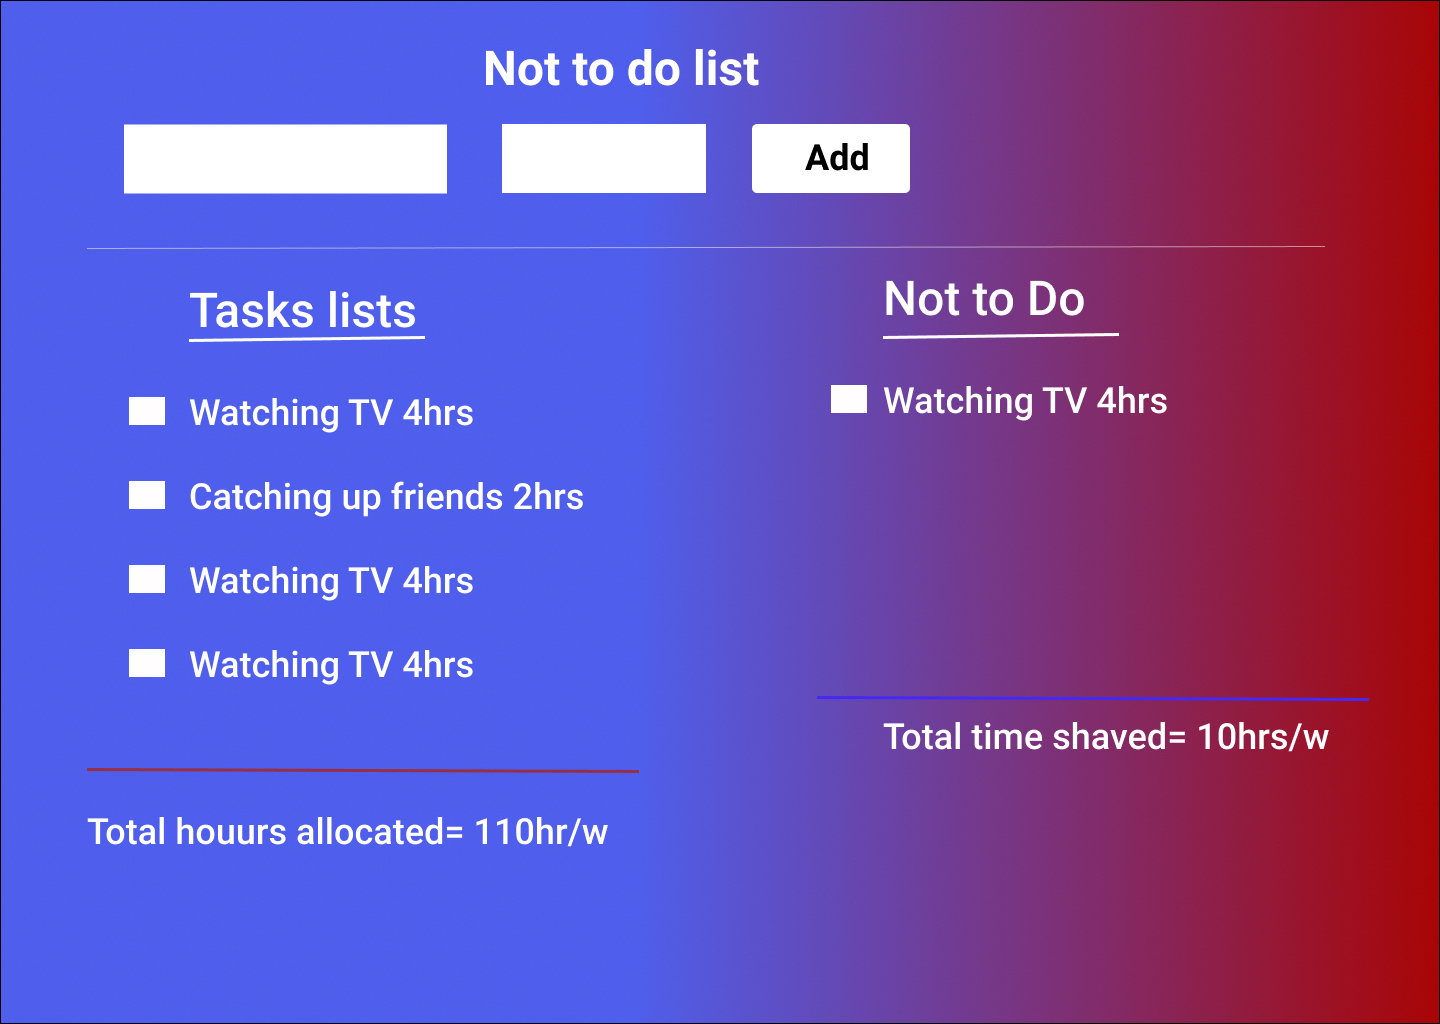 Not to do list
Add
Tasks lists
Watching TV 4hrs
Catching up friends 2hrs
Watching TV 4hrs
Watching TV 4hrs
Total houurs allocated= 110hr/w
Not to Do
Watching TV 4hrs
Total time shaved= 10hrs/w